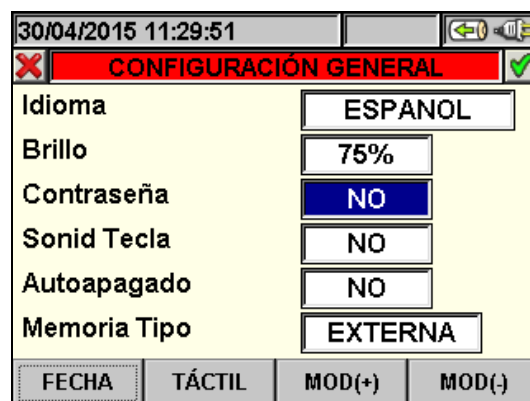 30/04/2015 11:29:51
CONFIGURACIÓN GENERAL
Idioma ESPANOL
Brillo 75%
Contraseña NO
Sonid Tecla NO
Autoapagado NO
Memoria Tipo EXTERNA
FECHA TÁCTIL MOD(+) MOD(-)